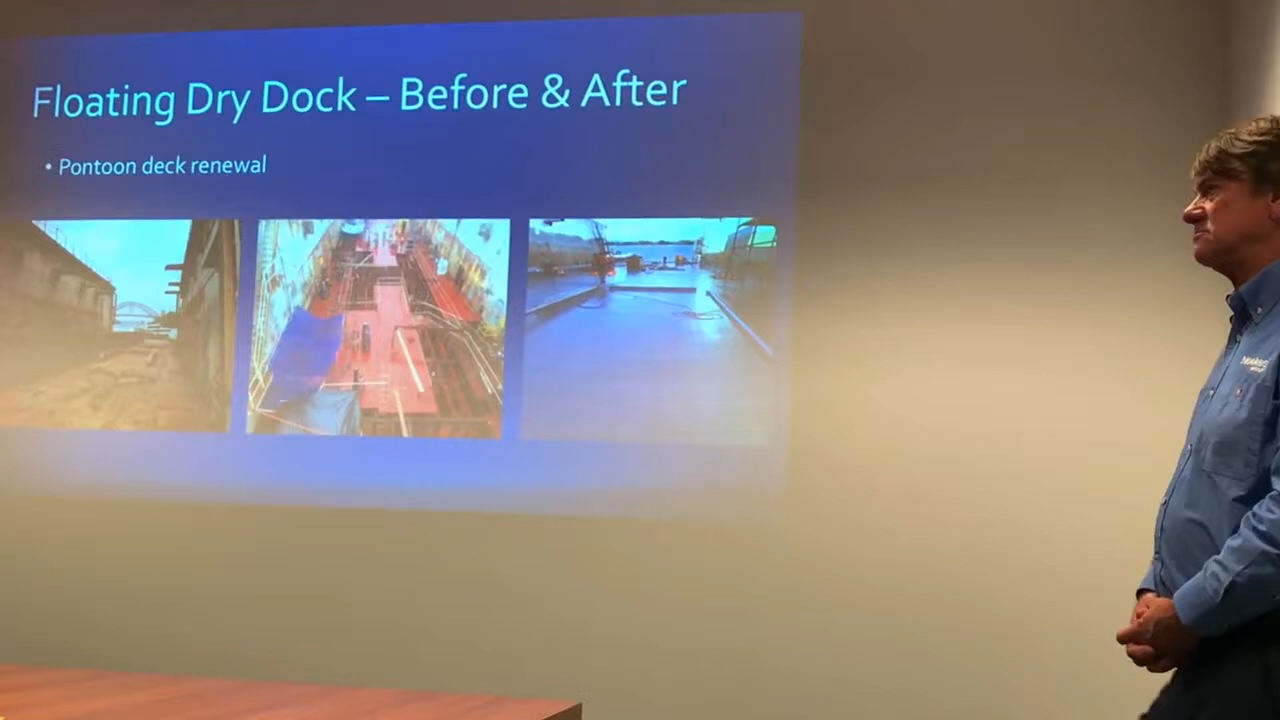 Floating Dry Dock – Before & After
• Pontoon deck renewal